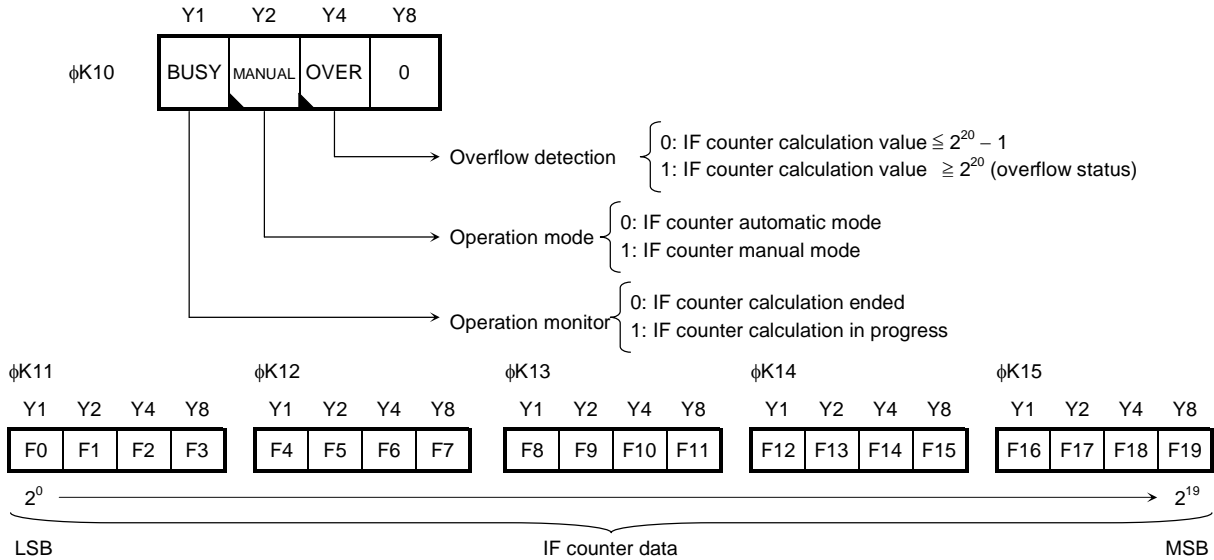 Y1 Y2 Y4 Y8
ϕK10 BUSY MANUAL OVER 0
Overflow detection
0: IF counter calculation value ≦ 2^20 − 1
1: IF counter calculation value ≧ 2^20 (overflow status)
Operation mode
0: IF counter automatic mode
1: IF counter manual mode
Operation monitor
0: IF counter calculation ended
1: IF counter calculation in progress
ϕK11 ϕK12 ϕK13 ϕK14 ϕK15
Y1 Y2 Y4 Y8 Y1 Y2 Y4 Y8 Y1 Y2 Y4 Y8 Y1 Y2 Y4 Y8 Y1 Y2 Y4 Y8
F0 F1 F2 F3 F4 F5 F6 F7 F8 F9 F10 F11 F12 F13 F14 F15 F16 F17 F18 F19
2^0 2^19
LSB IF counter data MSB